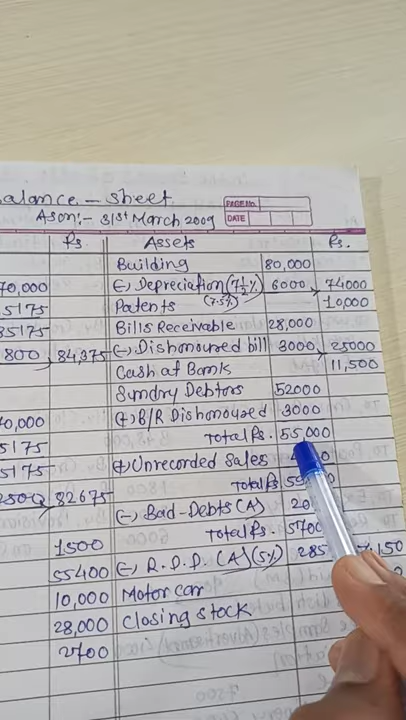 alance - sheet
PAGE No.
As on:- 31st March 2009
DATE
Rs. Assets Rs.
Building 80,000
70,000 (-) Depreciation (7½%) 6000 74000
5175 Patents (7.5%) 10,000
35175 Bills Receivable 28,000
800 84,375 (-) Dishonoured bill 3000 25000
Cash at Bank 11,500
Sundry Debtors 52000
40,000 (+) B/R Dishonoured 3000
5175 Total Rs. 55000
5175 (+) Unrecorded Sales
2500 82675 Total Rs.
(-) Bad-Debts (A)
1500 Total Rs.
55400 (-) R.D.D. (A) (5%) 285
10,000 Motor car
28,000 Closing stock
2700